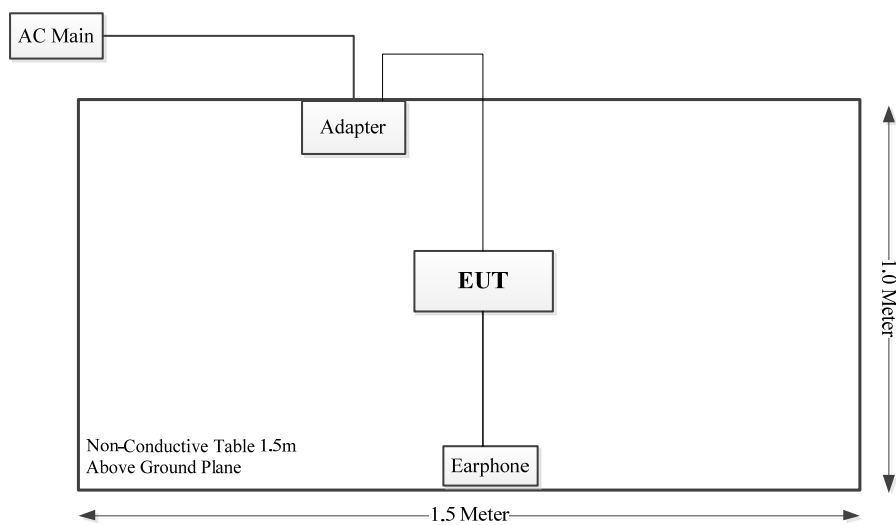 AC Main
Adapter
EUT
1.0 Meter
Non-Conductive Table 1.5m
Above Ground Plane
Earphone
1.5 Meter